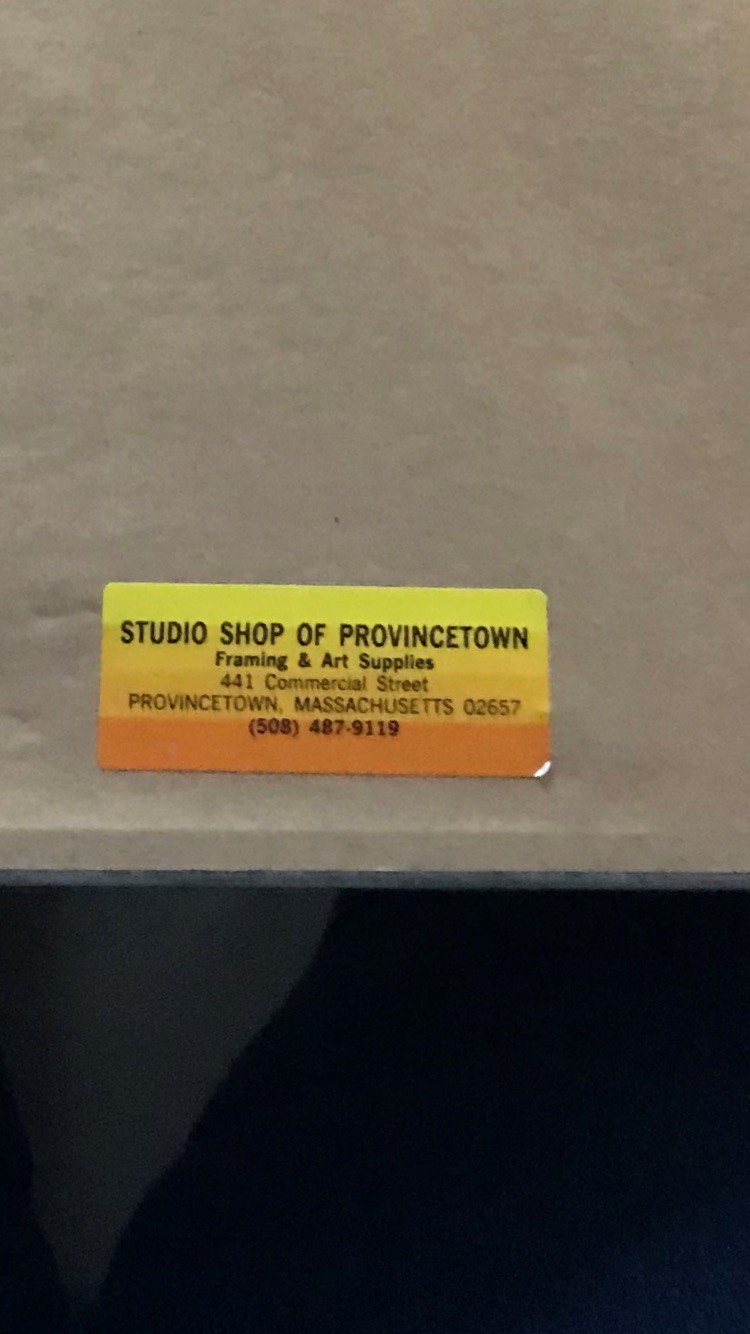 STUDIO SHOP OF PROVINCETOWN
Framing & Art Supplies
441 Commercial Street
PROVINCETOWN, MASSACHUSETTS 02657
(508) 487-9119